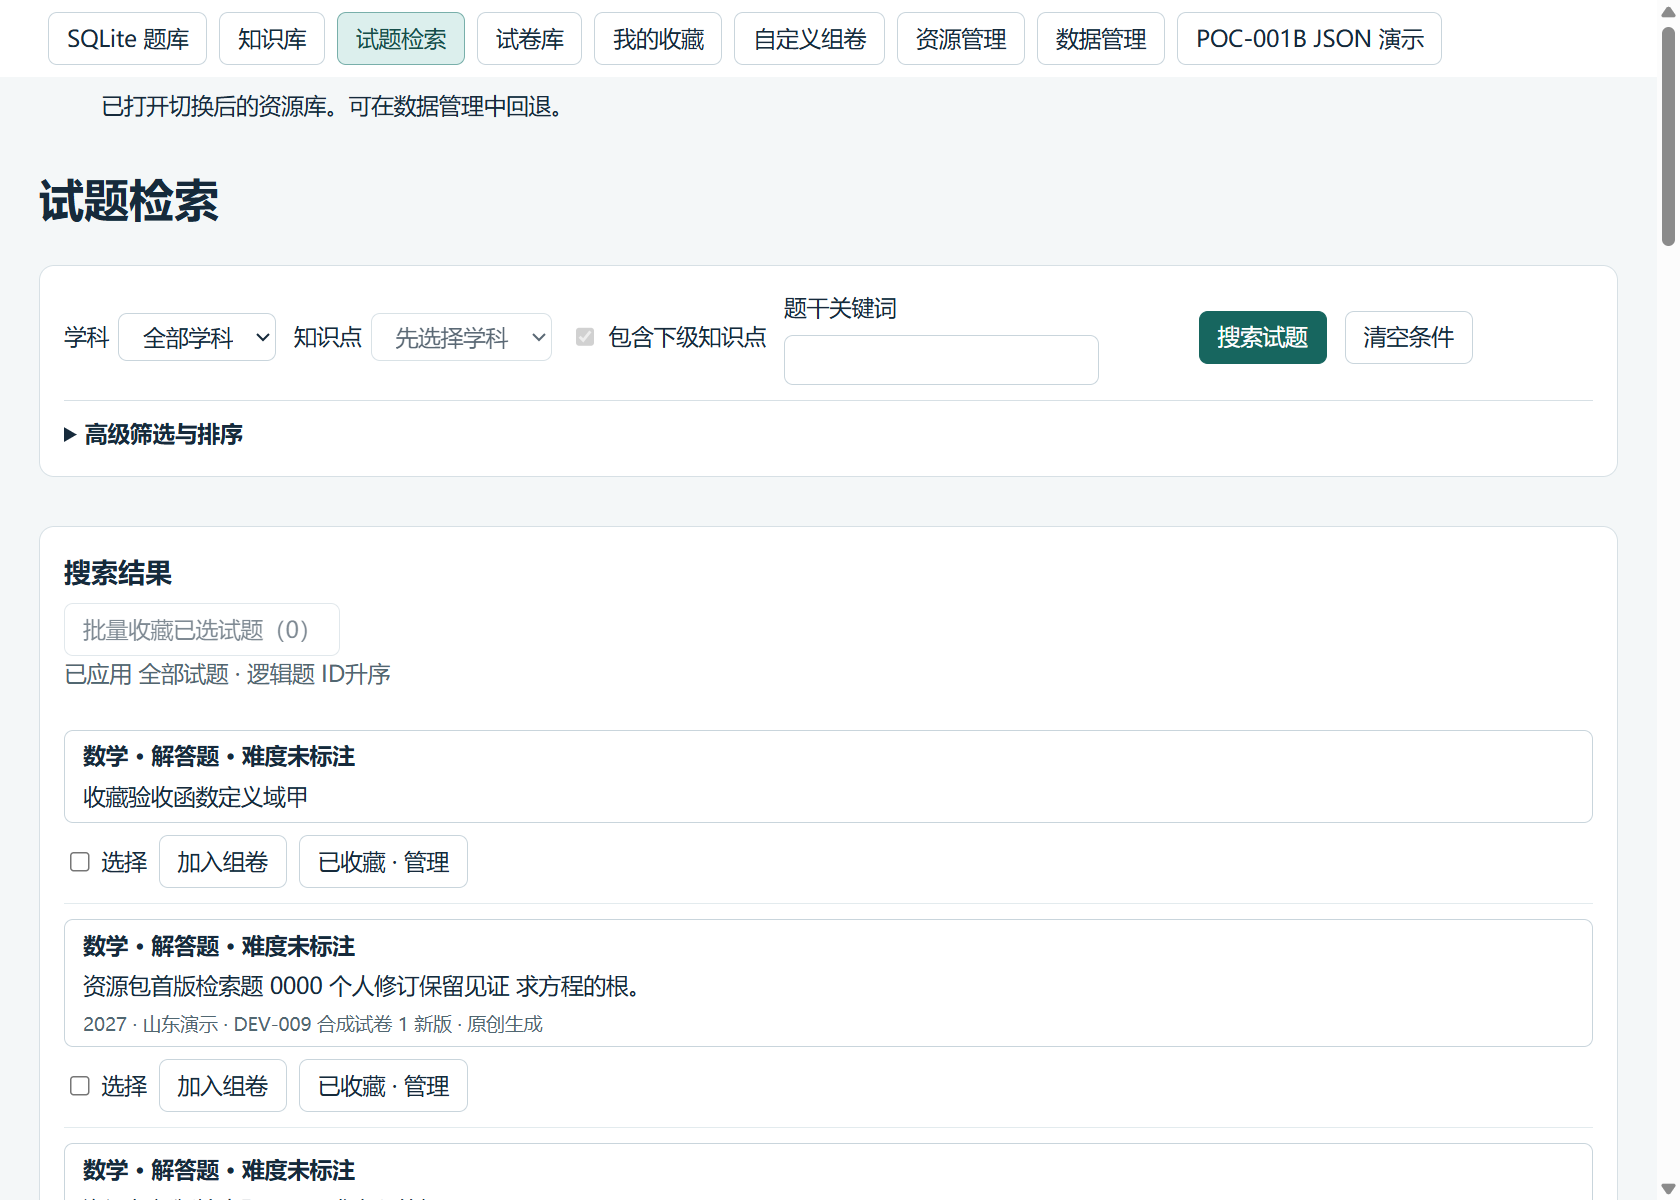 SQLite 题库 知识库 试题检索 试卷库 我的收藏 自定义组卷 资源管理 数据管理 POC-001B JSON 演示
已打开切换后的资源库。可在数据管理中回退。
试题检索
学科 全部学科 知识点 先选择学科 包含下级知识点 题干关键词 搜索试题 清空条件
高级筛选与排序
搜索结果
批量收藏已选试题（0）
已应用 全部试题 · 逻辑题 ID升序
数学 • 解答题 • 难度未标注
收藏验收函数定义域甲
选择 加入组卷 已收藏 · 管理
数学 • 解答题 • 难度未标注
资源包首版检索题 0000 个人修订保留见证 求方程的根。
2027 · 山东演示 · DEV-009 合成试卷 1 新版 · 原创生成
选择 加入组卷 已收藏 · 管理
数学 • 解答题 • 难度未标注